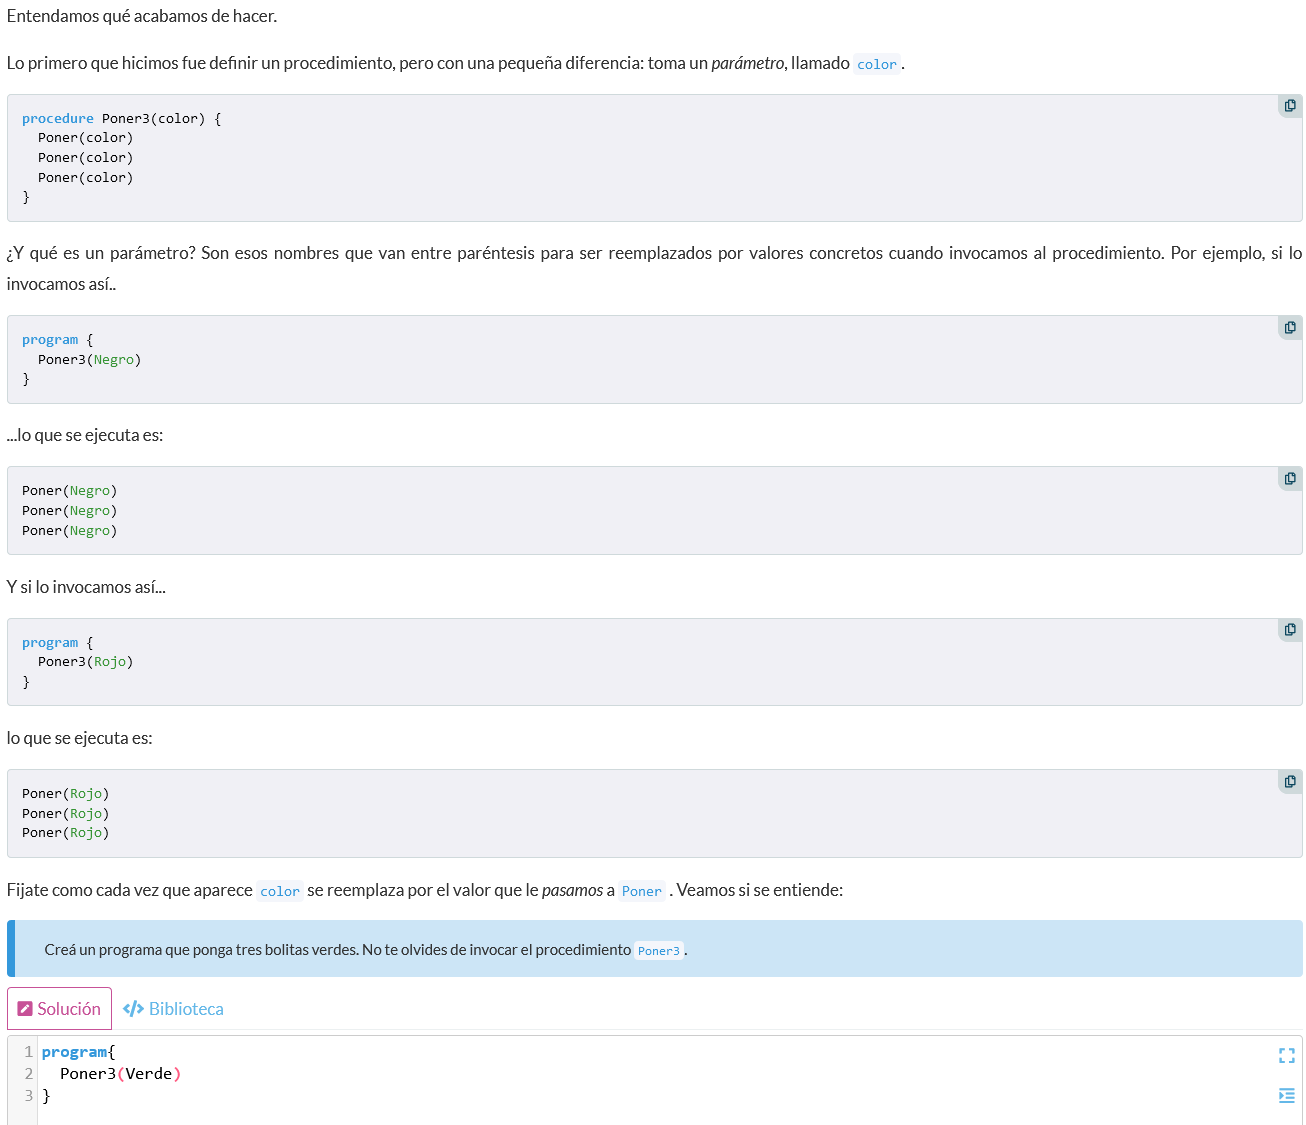 Entendamos qué acabamos de hacer.
Lo primero que hicimos fue definir un procedimiento, pero con una pequeña diferencia: toma un parámetro, llamado color .
procedure Poner3(color) {
  Poner(color)
  Poner(color)
  Poner(color)
}
¿Y qué es un parámetro? Son esos nombres que van entre paréntesis para ser reemplazados por valores concretos cuando invocamos al procedimiento. Por ejemplo, si lo
invocamos así..
program {
  Poner3(Negro)
}
...lo que se ejecuta es:
Poner(Negro)
Poner(Negro)
Poner(Negro)
Y si lo invocamos así...
program {
  Poner3(Rojo)
}
lo que se ejecuta es:
Poner(Rojo)
Poner(Rojo)
Poner(Rojo)
Fijate como cada vez que aparece color se reemplaza por el valor que le pasamos a Poner . Veamos si se entiende:
Creá un programa que ponga tres bolitas verdes. No te olvides de invocar el procedimiento Poner3 .
Solución </> Biblioteca
1 program{
2   Poner3(Verde)
3 }